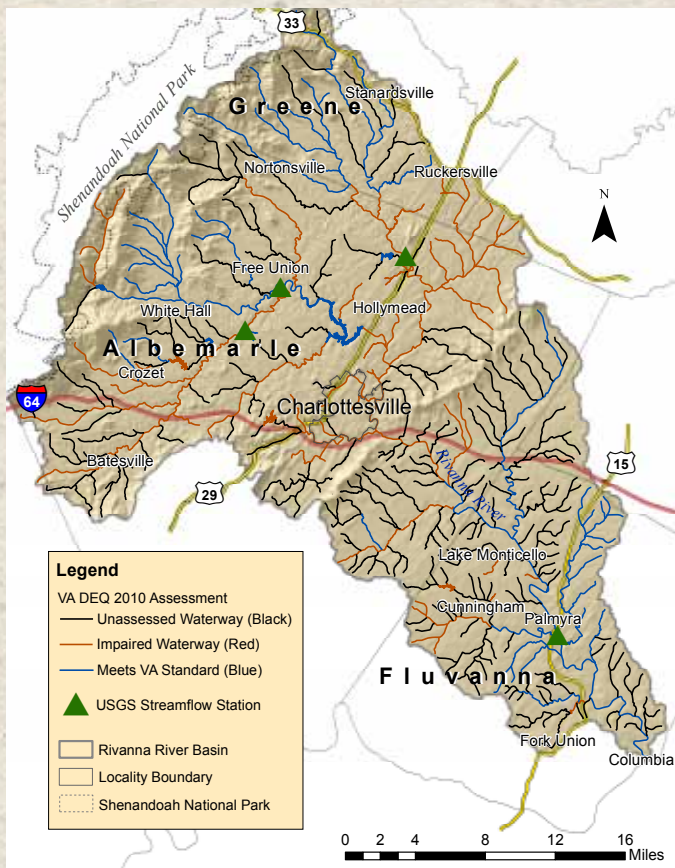 33
Shenandoah National Park
Stanardsville
Greene
Nortonsville
Ruckersville
N
Free Union
White Hall
Hollymead
Albemarle
Crozet
64
Charlottesville
Batesville
29
15
Rivanna River
Lake Monticello
Cunningham
Palmyra
Fluvanna
Fork Union
Columbia
Legend
VA DEQ 2010 Assessment
Unassessed Waterway (Black)
Impaired Waterway (Red)
Meets VA Standard (Blue)
USGS Streamflow Station
Rivanna River Basin
Locality Boundary
Shenandoah National Park
0 2 4 8 12 16
Miles